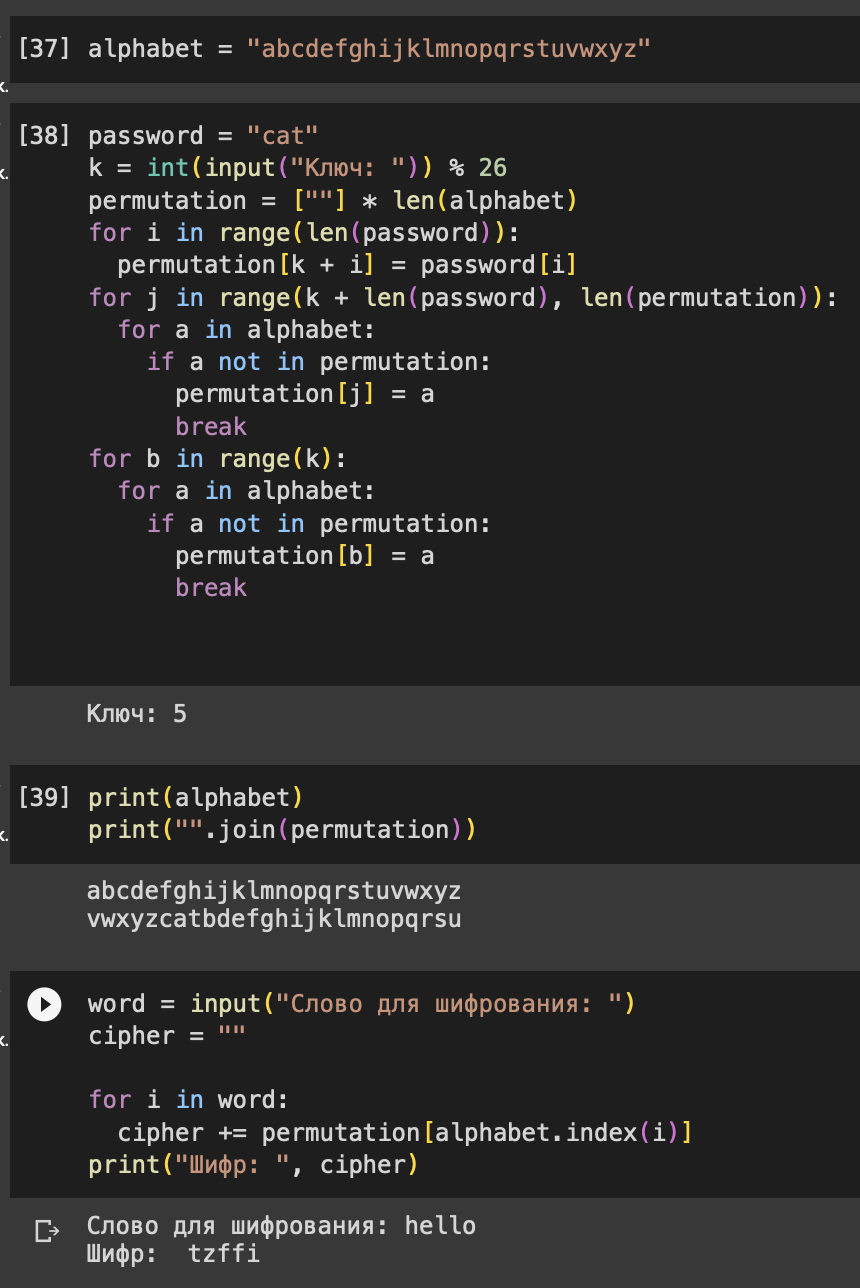 [37] alphabet = "abcdefghijklmnopqrstuvwxyz"
[38] password = "cat"
k = int(input("Ключ: ")) % 26
permutation = [""] * len(alphabet)
for i in range(len(password)):
  permutation[k + i] = password[i]
for j in range(k + len(password), len(permutation)):
  for a in alphabet:
    if a not in permutation:
      permutation[j] = a
      break
for b in range(k):
  for a in alphabet:
    if a not in permutation:
      permutation[b] = a
      break
Ключ: 5
[39] print(alphabet)
print("".join(permutation))
abcdefghijklmnopqrstuvwxyz
vwxyzcatbdefghijklmnopqrsu
word = input("Слово для шифрования: ")
cipher = ""
for i in word:
  cipher += permutation[alphabet.index(i)]
print("Шифр: ", cipher)
Слово для шифрования: hello
Шифр:  tzffi